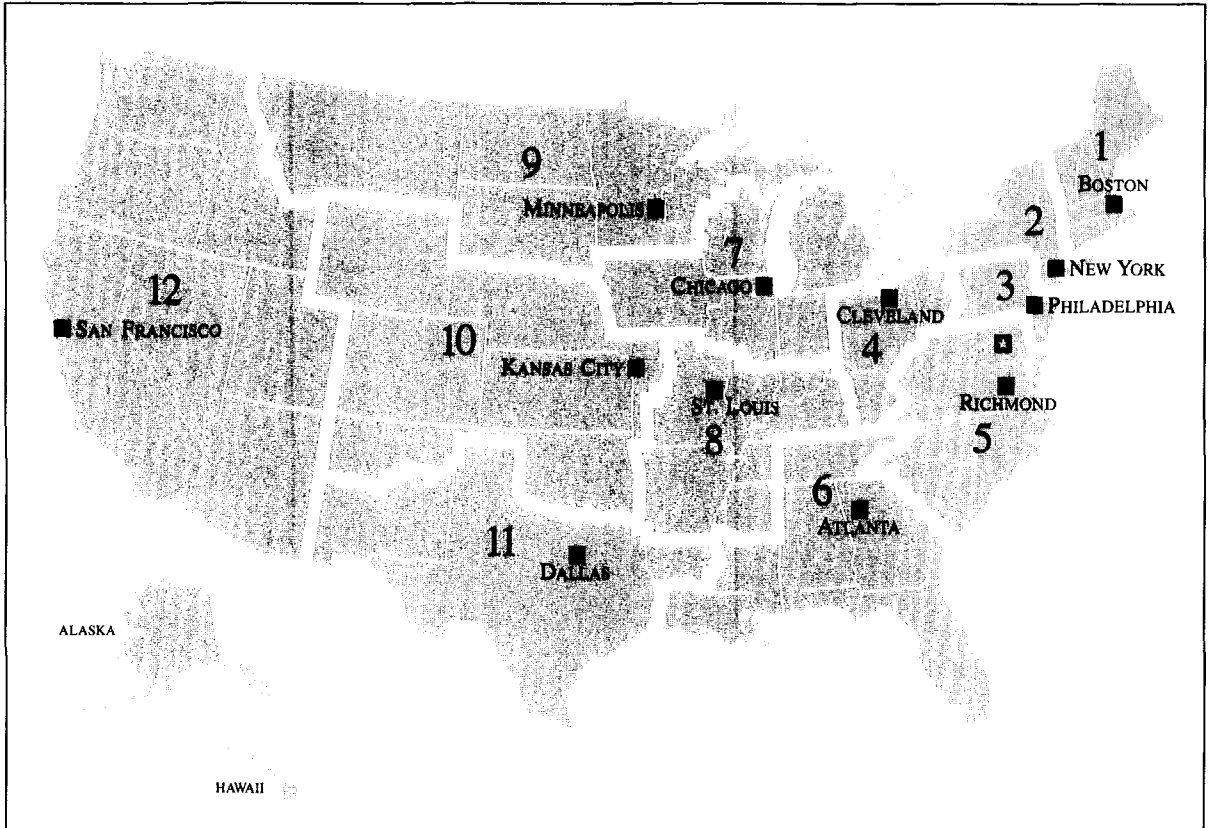 1
BOSTON
9
MINNEAPOLIS
2
7
NEW YORK
CHICAGO
12
3
CLEVELAND
PHILADELPHIA
SAN FRANCISCO
10
4
KANSAS CITY
ST. LOUIS
RICHMOND
8
5
6
ATLANTA
11
DALLAS
ALASKA
HAWAII